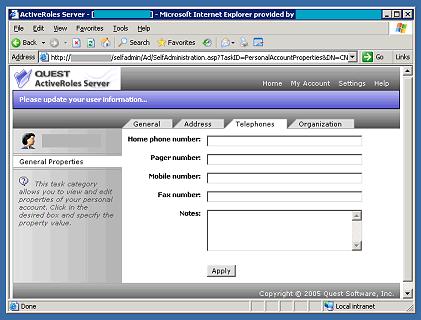 ActiveRoles Server - [ ] - Microsoft Internet Explorer provided by
File Edit View Favorites Tools Help
Back Search Favorites
Address http:// /selfadmin/Ad/SelfAdministration.asp?TaskID=PersonalAccountProperties&DN=CN Go Links
QUEST
ActiveRoles Server
Home My Account Settings Help
Please update your user information...
General Address Telephones Organization
General Properties
This task category
allows you to view and edit
properties of your personal
account. Click in the
desired box and specify the
property value.
Home phone number:
Pager number:
Mobile number:
Fax number:
Notes:
Apply
Copyright © 2005 Quest Software, Inc.
Done Local intranet